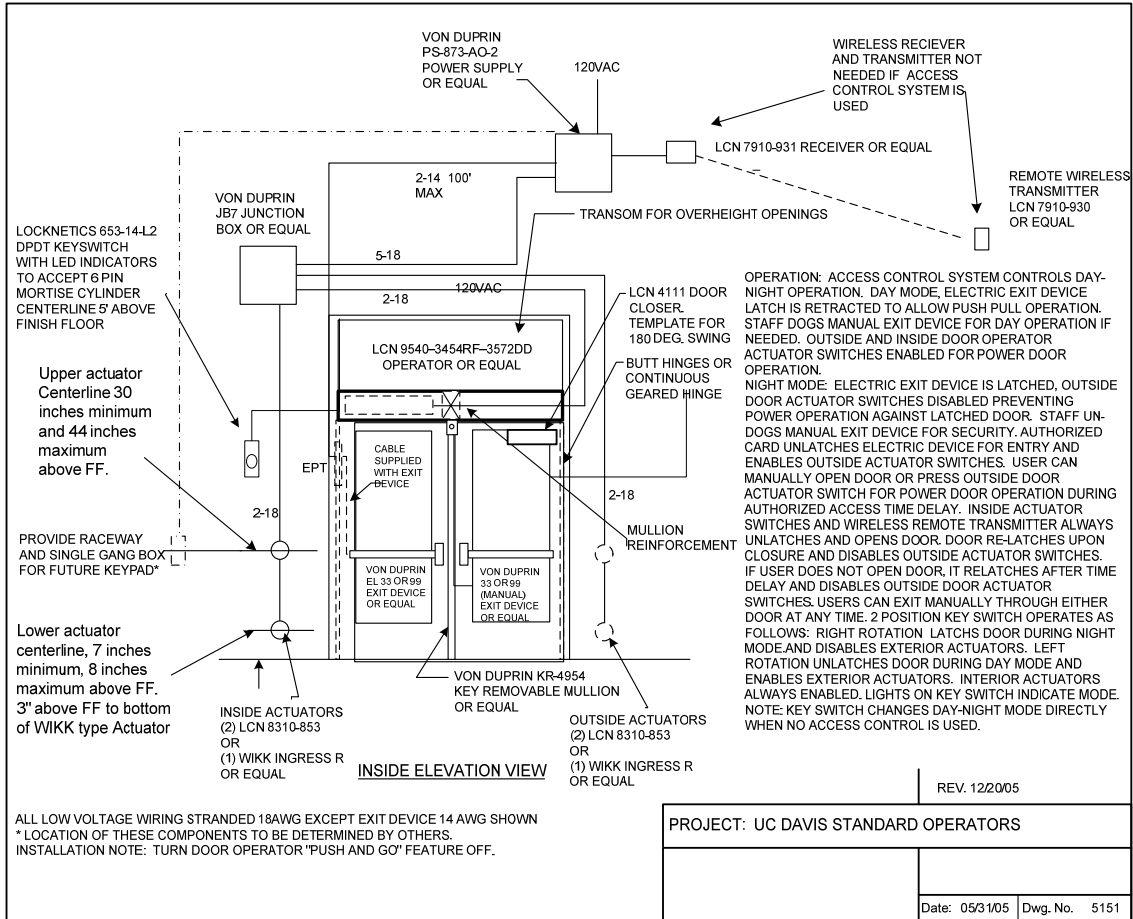 VON DUPRIN
PS-873-AO-2
POWER SUPPLY
OR EQUAL
120VAC
WIRELESS RECIEVER
AND TRANSMITTER NOT
NEEDED IF ACCESS
CONTROL SYSTEM IS
USED
LCN 7910-931 RECEIVER OR EQUAL
2-14 100'
MAX
REMOTE WIRELESS
TRANSMITTER
LCN 7910-930
OR EQUAL
VON DUPRIN
JB7 JUNCTION
BOX OR EQUAL
TRANSOM FOR OVERHEIGHT OPENINGS
LOCKNETICS 653-14-L2
DPDT KEYSWITCH
WITH LED INDICATORS
TO ACCEPT 6 PIN
MORTISE CYLINDER
CENTERLINE 5' ABOVE
FINISH FLOOR
5-18
120VAC
2-18
LCN 4111 DOOR
CLOSER.
TEMPLATE FOR
180 DEG. SWING
LCN 9540-3454RF-3572DD
OPERATOR OR EQUAL
BUTT HINGES OR
CONTINUOUS
GEARED HINGE
Upper actuator
Centerline 30
inches minimum
and 44 inches
maximum
above FF.
EPT
CABLE
SUPPLIED
WITH EXIT
DEVICE
2-18
2-18
MULLION
REINFORCEMENT
PROVIDE RACEWAY
AND SINGLE GANG BOX
FOR FUTURE KEYPAD*
VON DUPRIN
EL 33 OR 99
EXIT DEVICE
OR EQUAL
VON DUPRIN
33 OR 99
(MANUAL)
EXIT DEVICE
OR EQUAL
Lower actuator
centerline, 7 inches
minimum, 8 inches
maximum above FF.
3" above FF to bottom
of WIKK type Actuator
VON DUPRIN KR-4954
KEY REMOVABLE MULLION
OR EQUAL
INSIDE ACTUATORS
(2) LCN 8310-853
OR
(1) WIKK INGRESS R
OR EQUAL
OUTSIDE ACTUATORS
(2) LCN 8310-853
OR
(1) WIKK INGRESS R
OR EQUAL
INSIDE ELEVATION VIEW
OPERATION: ACCESS CONTROL SYSTEM CONTROLS DAY-
NIGHT OPERATION. DAY MODE, ELECTRIC EXIT DEVICE
LATCH IS RETRACTED TO ALLOW PUSH PULL OPERATION.
STAFF DOGS MANUAL EXIT DEVICE FOR DAY OPERATION IF
NEEDED. OUTSIDE AND INSIDE DOOR OPERATOR
ACTUATOR SWITCHES ENABLED FOR POWER DOOR
OPERATION.
NIGHT MODE: ELECTRIC EXIT DEVICE IS LATCHED, OUTSIDE
DOOR ACTUATOR SWITCHES DISABLED PREVENTING
POWER OPERATION AGAINST LATCHED DOOR. STAFF UN-
DOGS MANUAL EXIT DEVICE FOR SECURITY. AUTHORIZED
CARD UNLATCHES ELECTRIC DEVICE FOR ENTRY AND
ENABLES OUTSIDE ACTUATOR SWITCHES. USER CAN
MANUALLY OPEN DOOR OR PRESS OUTSIDE DOOR
ACTUATOR SWITCH FOR POWER DOOR OPERATION DURING
AUTHORIZED ACCESS TIME DELAY. INSIDE ACTUATOR
SWITCHES AND WIRELESS REMOTE TRANSMITTER ALWAYS
UNLATCHES AND OPENS DOOR. DOOR RE-LATCHES UPON
CLOSURE AND DISABLES OUTSIDE ACTUATOR SWITCHES.
IF USER DOES NOT OPEN DOOR, IT RELATCHES AFTER TIME
DELAY AND DISABLES OUTSIDE DOOR ACTUATOR
SWITCHES. USERS CAN EXIT MANUALLY THROUGH EITHER
DOOR AT ANY TIME. 2 POSITION KEY SWITCH OPERATES AS
FOLLOWS: RIGHT ROTATION LATCHS DOOR DURING NIGHT
MODE.AND DISABLES EXTERIOR ACTUATORS. LEFT
ROTATION UNLATCHES DOOR DURING DAY MODE AND
ENABLES EXTERIOR ACTUATORS. INTERIOR ACTUATORS
ALWAYS ENABLED. LIGHTS ON KEY SWITCH INDICATE MODE.
NOTE: KEY SWITCH CHANGES DAY-NIGHT MODE DIRECTLY
WHEN NO ACCESS CONTROL IS USED.
ALL LOW VOLTAGE WIRING STRANDED 18AWG EXCEPT EXIT DEVICE 14 AWG SHOWN
* LOCATION OF THESE COMPONENTS TO BE DETERMINED BY OTHERS.
INSTALLATION NOTE: TURN DOOR OPERATOR "PUSH AND GO" FEATURE OFF.
REV. 12/20/05
PROJECT: UC DAVIS STANDARD OPERATORS
Date: 05/31/05
Dwg. No. 5151